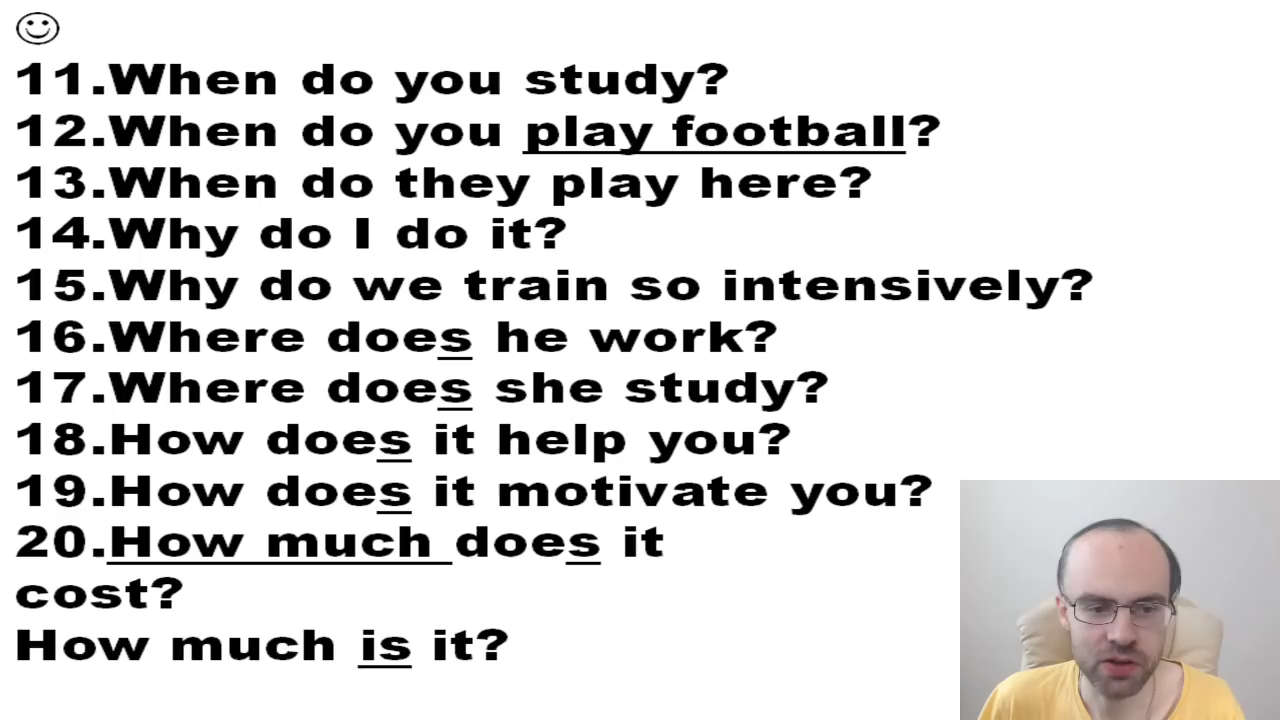 11.When do you study?
12.When do you play football?
13.When do they play here?
14.Why do I do it?
15.Why do we train so intensively?
16.Where does he work?
17.Where does she study?
18.How does it help you?
19.How does it motivate you?
20.How much does it
cost?
How much is it?